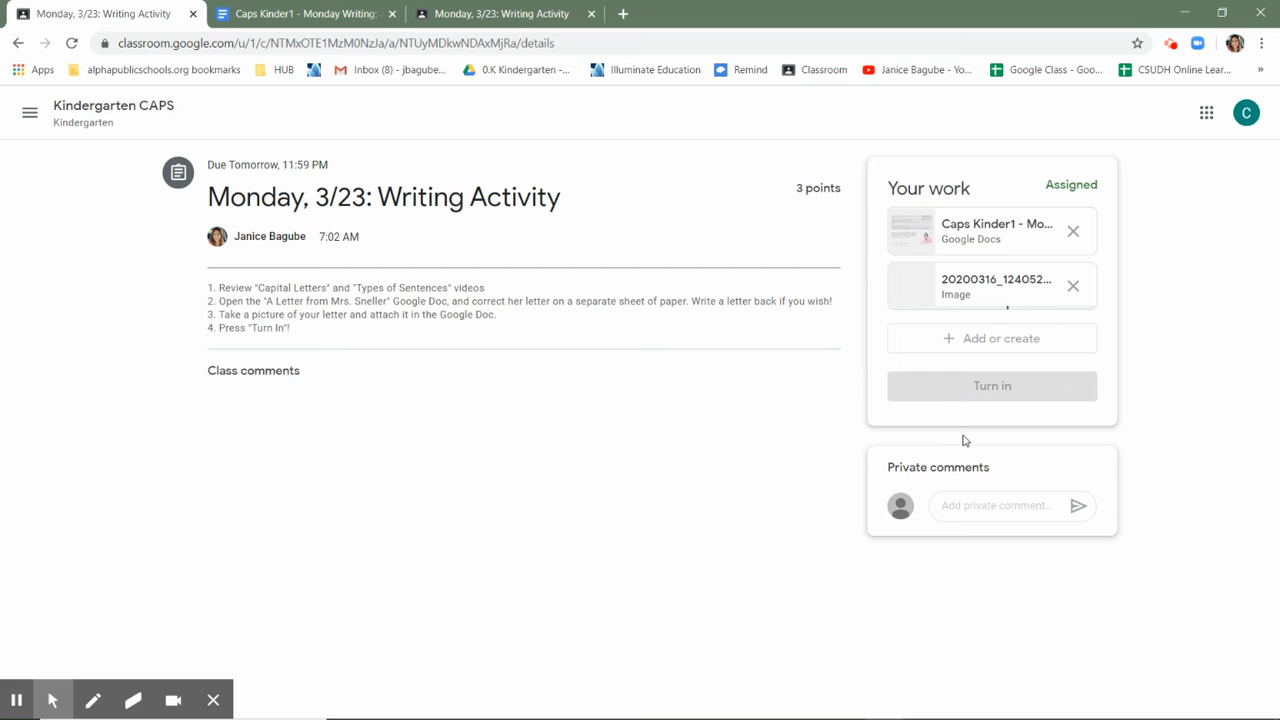 Monday, 3/23: Writing Activity
Caps Kinder1 - Monday Writing:
Monday, 3/23: Writing Activity
classroom.google.com/u/1/c/NTMxOTE1MzM0NzJa/a/NTUyMDkwNDAxMjRa/details
Apps
alphapublicschools.org bookmarks
HUB
Inbox (8) - jbagube...
0.K Kindergarten -...
Illuminate Education
Remind
Classroom
Janice Bagube - Yo...
Google Class - Goo...
CSUDH Online Lear...
»
Kindergarten CAPS
Kindergarten
C
Due Tomorrow, 11:59 PM
Monday, 3/23: Writing Activity
3 points
Janice Bagube 7:02 AM
1. Review "Capital Letters" and "Types of Sentences" videos
2. Open the "A Letter from Mrs. Sneller" Google Doc, and correct her letter on a separate sheet of paper. Write a letter back if you wish!
3. Take a picture of your letter and attach it in the Google Doc.
4. Press "Turn In"!
Class comments
Your work
Assigned
Caps Kinder1 - Mo...
Google Docs
20200316_124052...
Image
+ Add or create
Turn in
Private comments
Add private comment...